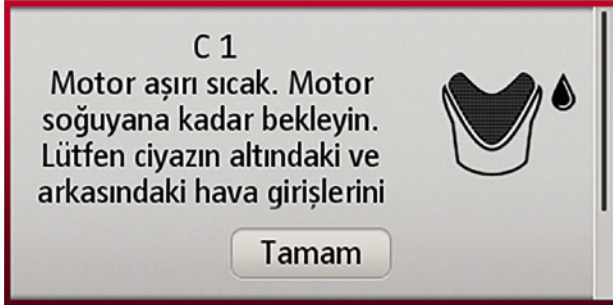 C 1
Motor aşırı sıcak. Motor
soğuyana kadar bekleyin.
Lütfen ciyazın altındaki ve
arkasındaki hava girişlerini
Tamam